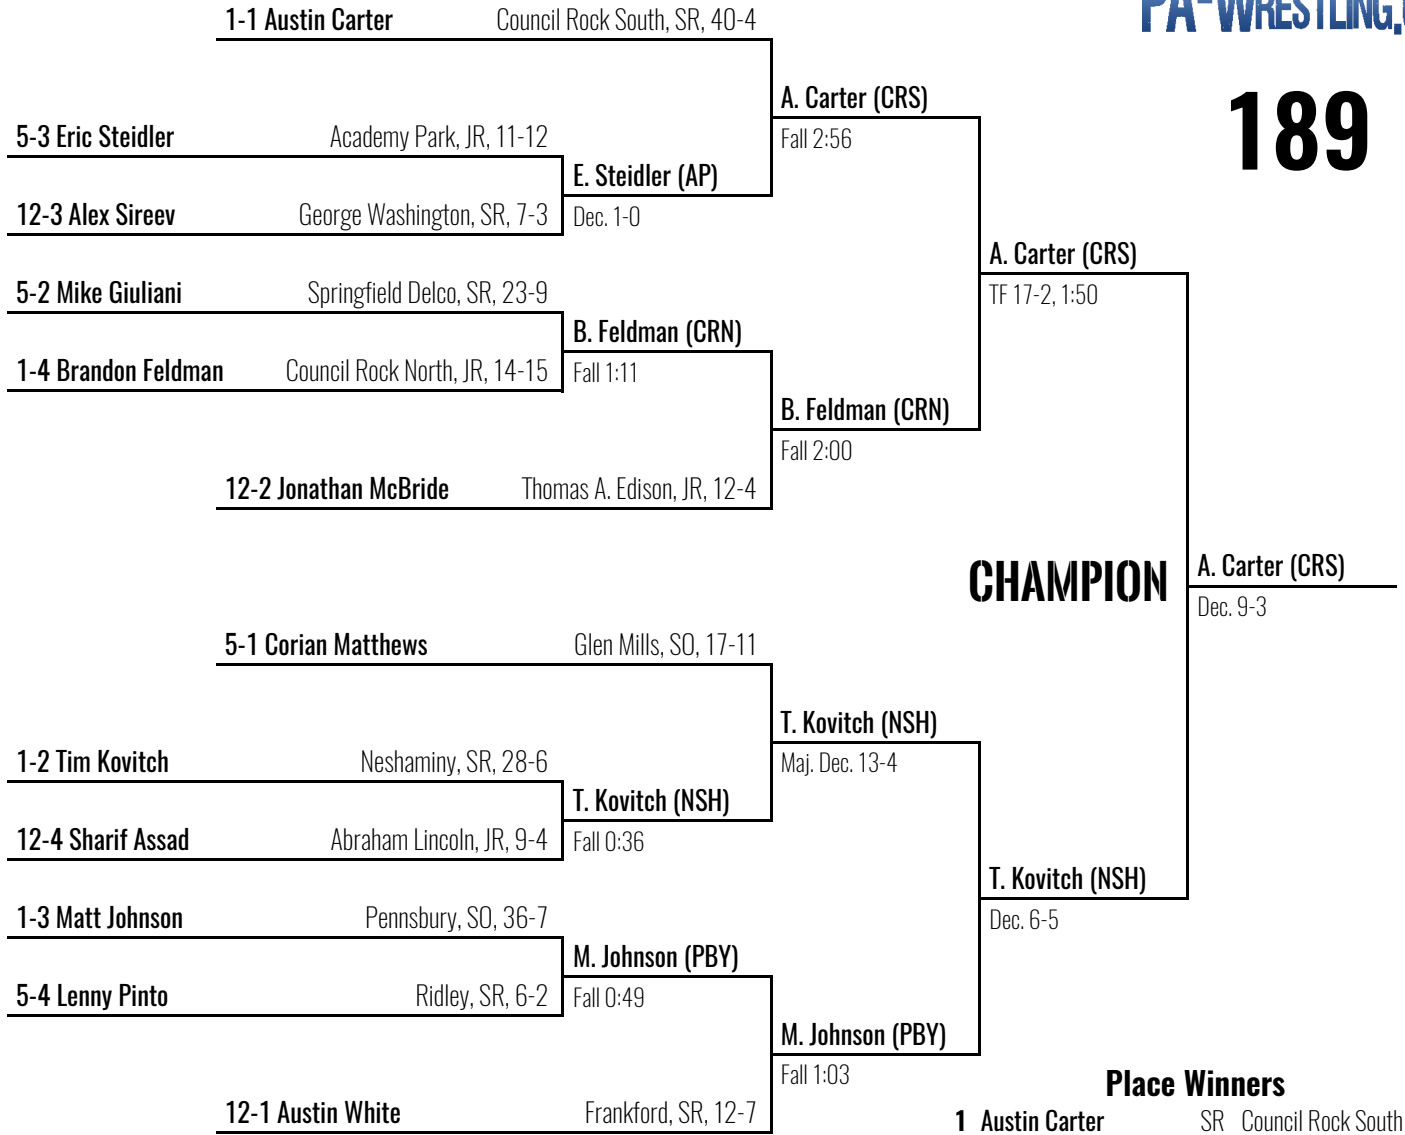 1-1 Austin Carter Council Rock South, SR, 40-4
PA-WRESTLING.
189
A. Carter (CRS)
Fall 2:56
5-3 Eric Steidler Academy Park, JR, 11-12
E. Steidler (AP)
Dec. 1-0
12-3 Alex Sireev George Washington, SR, 7-3
A. Carter (CRS)
TF 17-2, 1:50
5-2 Mike Giuliani Springfield Delco, SR, 23-9
B. Feldman (CRN)
Fall 1:11
1-4 Brandon Feldman Council Rock North, JR, 14-15
B. Feldman (CRN)
Fall 2:00
12-2 Jonathan McBride Thomas A. Edison, JR, 12-4
CHAMPION
A. Carter (CRS)
Dec. 9-3
5-1 Corian Matthews Glen Mills, SO, 17-11
T. Kovitch (NSH)
Maj. Dec. 13-4
1-2 Tim Kovitch Neshaminy, SR, 28-6
T. Kovitch (NSH)
Fall 0:36
12-4 Sharif Assad Abraham Lincoln, JR, 9-4
T. Kovitch (NSH)
Dec. 6-5
1-3 Matt Johnson Pennsbury, SO, 36-7
M. Johnson (PBY)
Fall 0:49
5-4 Lenny Pinto Ridley, SR, 6-2
M. Johnson (PBY)
Fall 1:03
12-1 Austin White Frankford, SR, 12-7
Place Winners
1 Austin Carter SR Council Rock South